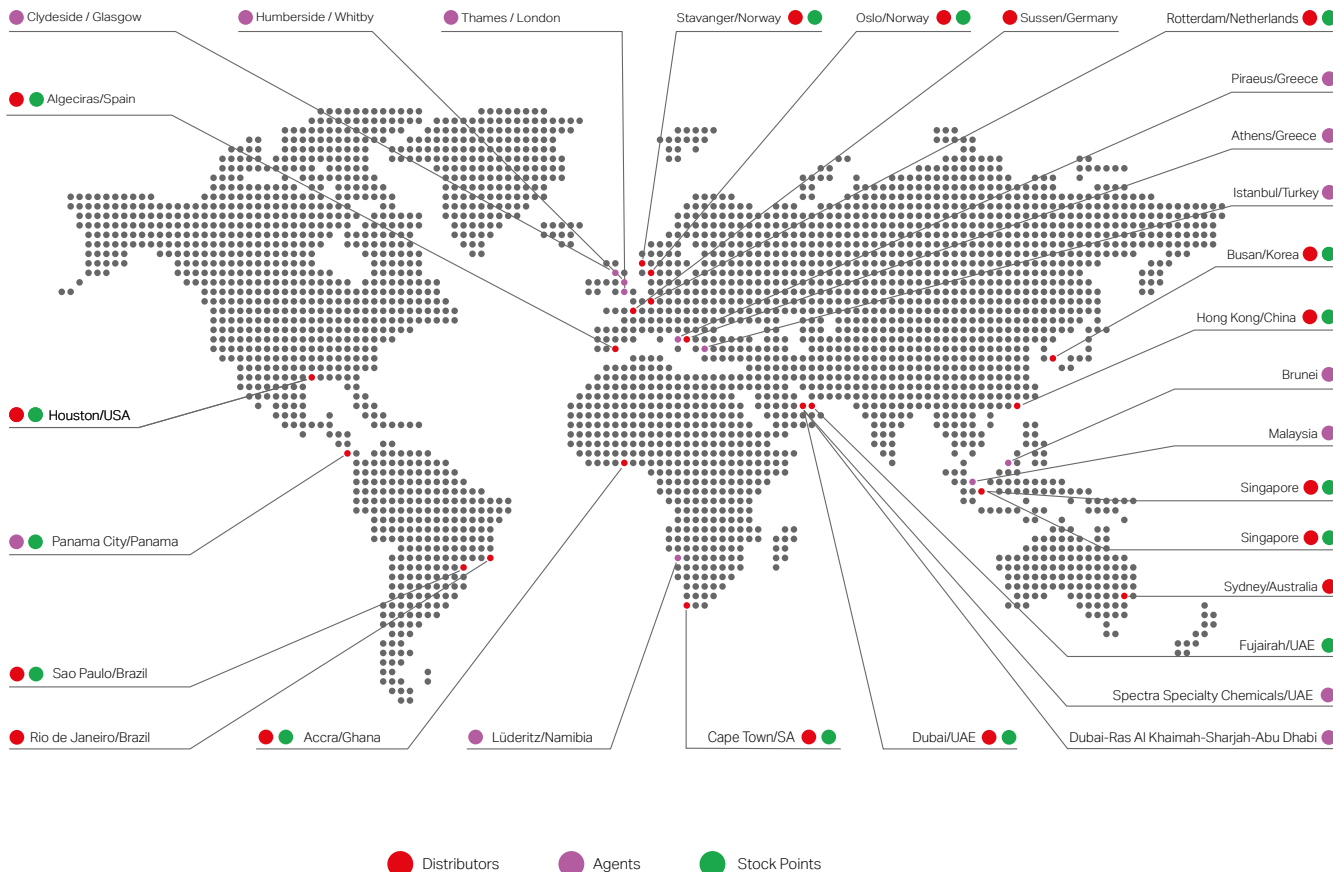 Clydeside / Glasgow
Humberside / Whitby
Thames / London
Stavanger/Norway
Oslo/Norway
Sussen/Germany
Rotterdam/Netherlands
Piraeus/Greece
Algeciras/Spain
Athens/Greece
Istanbul/Turkey
Busan/Korea
Hong Kong/China
Brunei
Houston/USA
Malaysia
Singapore
Panama City/Panama
Singapore
Sydney/Australia
Fujairah/UAE
Sao Paulo/Brazil
Spectra Specialty Chemicals/UAE
Rio de Janeiro/Brazil
Accra/Ghana
Lüderitz/Namibia
Cape Town/SA
Dubai/UAE
Dubai-Ras Al Khaimah-Sharjah-Abu Dhabi
Distributors
Agents
Stock Points